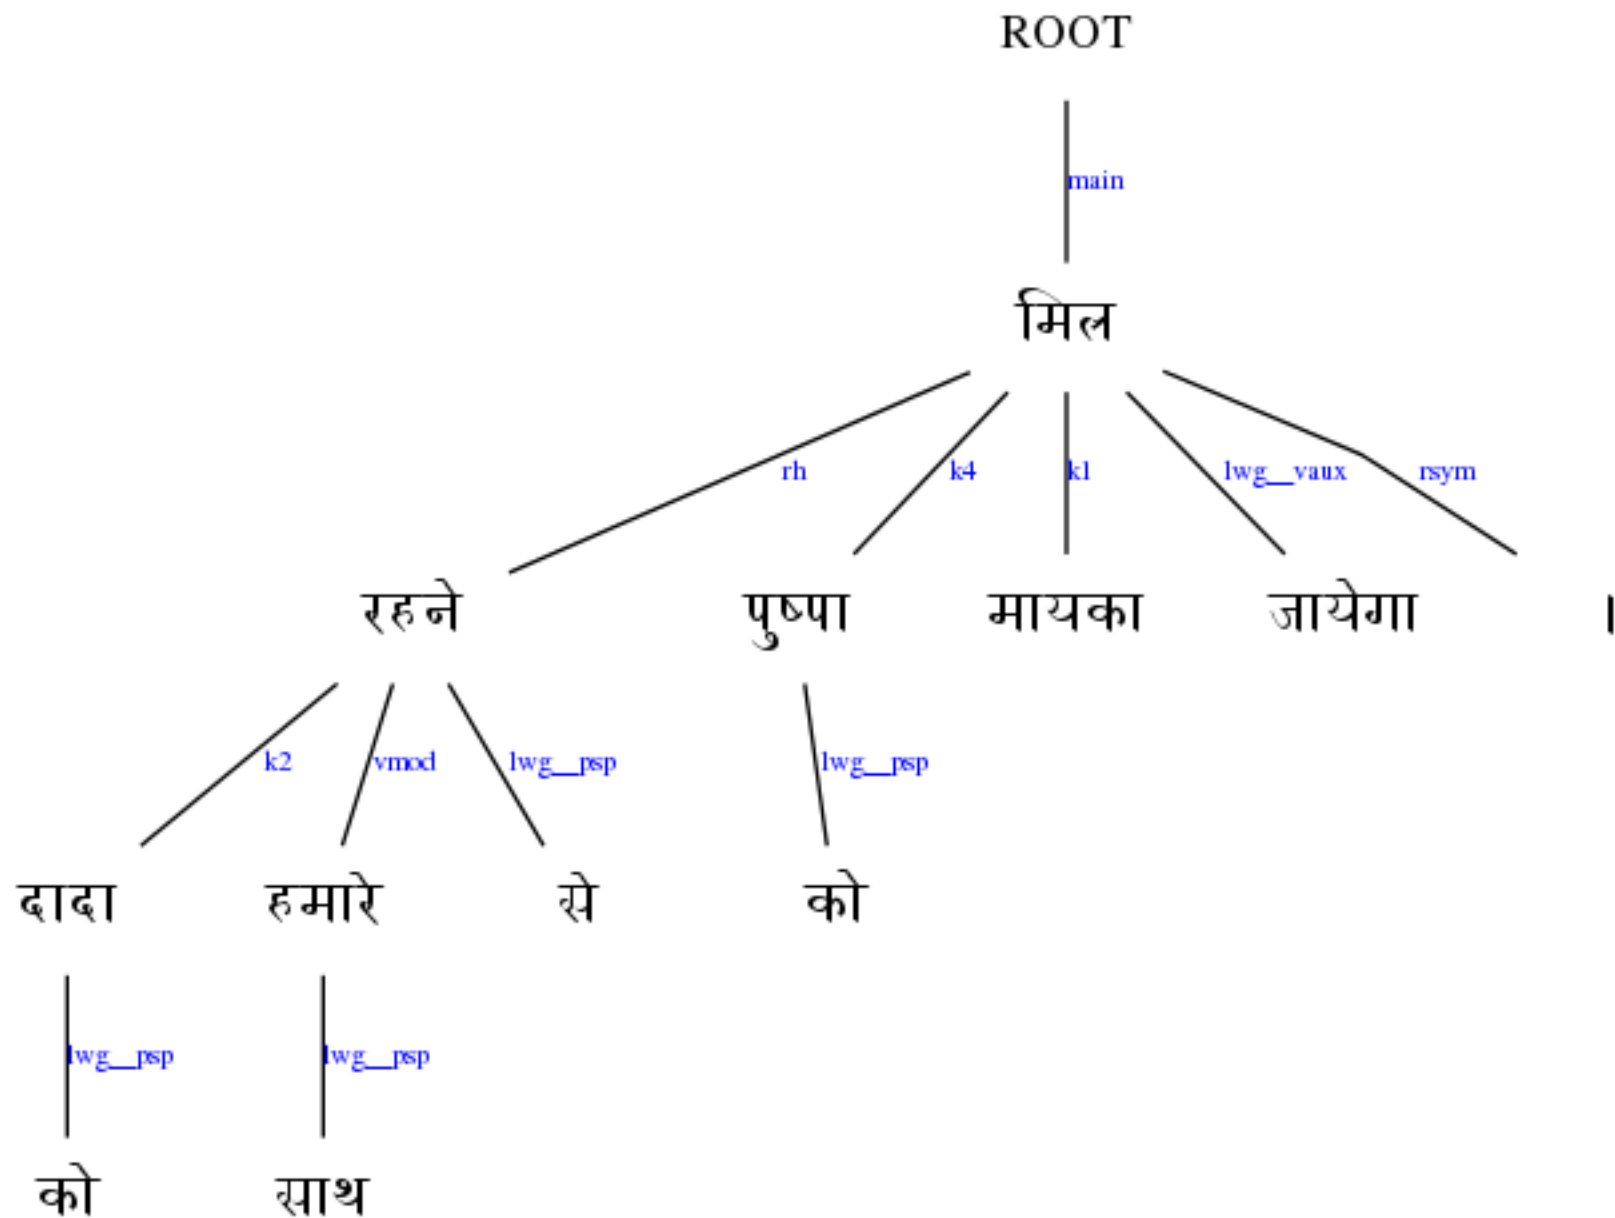 ROOT
main
मिल
rh k4 k1 lwg__vaux rsym
रहने पुष्पा मायका जायेगा ।
k2 vmod lwg__psp lwg__psp
दादा हमारे से को
lwg__psp lwg__psp
को साथ